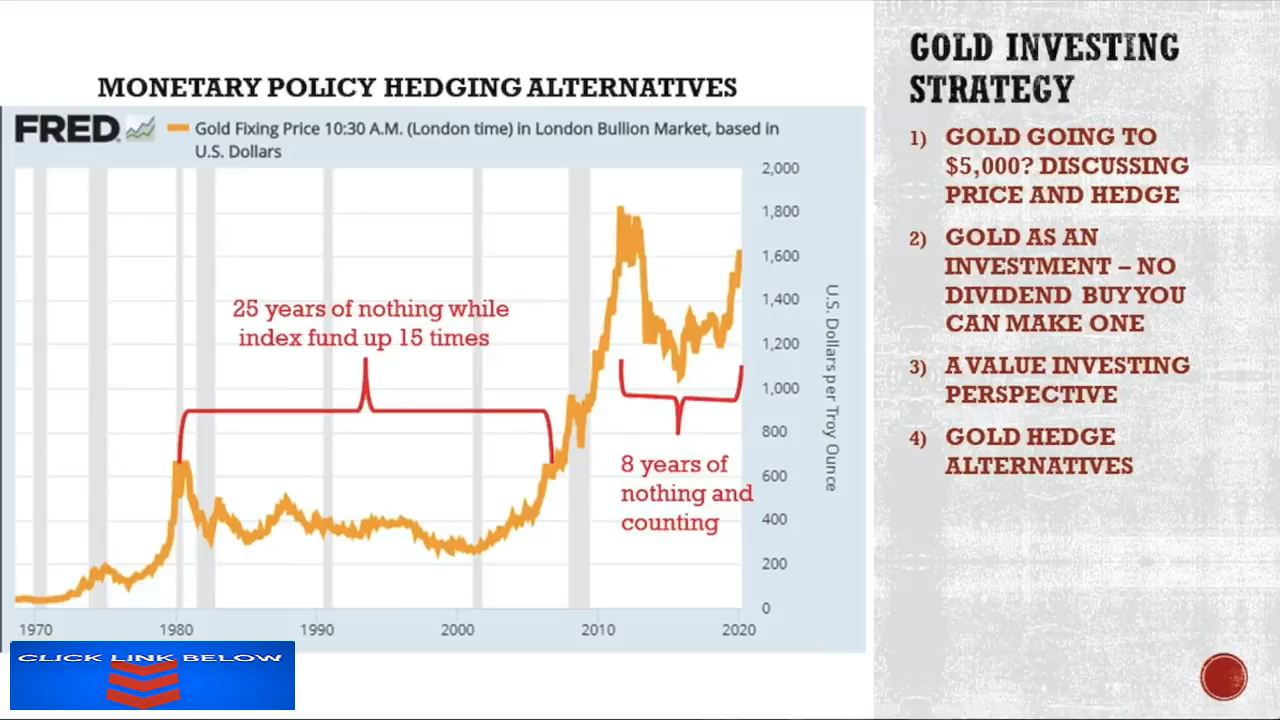 MONETARY POLICY HEDGING ALTERNATIVES
FRED
Gold Fixing Price 10:30 A.M. (London time) in London Bullion Market, based in
U.S. Dollars
2,000
1,800
1,600
1,400
1,200
1,000
800
600
400
200
0
U.S. Dollars per Troy Ounce
25 years of nothing while
index fund up 15 times
8 years of
nothing and
counting
1970
1980
1990
2000
2010
2020
CLICK LINK BELOW
GOLD INVESTING
STRATEGY
1) GOLD GOING TO
$5,000? DISCUSSING
PRICE AND HEDGE
2) GOLD AS AN
INVESTMENT – NO
DIVIDEND BUY YOU
CAN MAKE ONE
3) A VALUE INVESTING
PERSPECTIVE
4) GOLD HEDGE
ALTERNATIVES